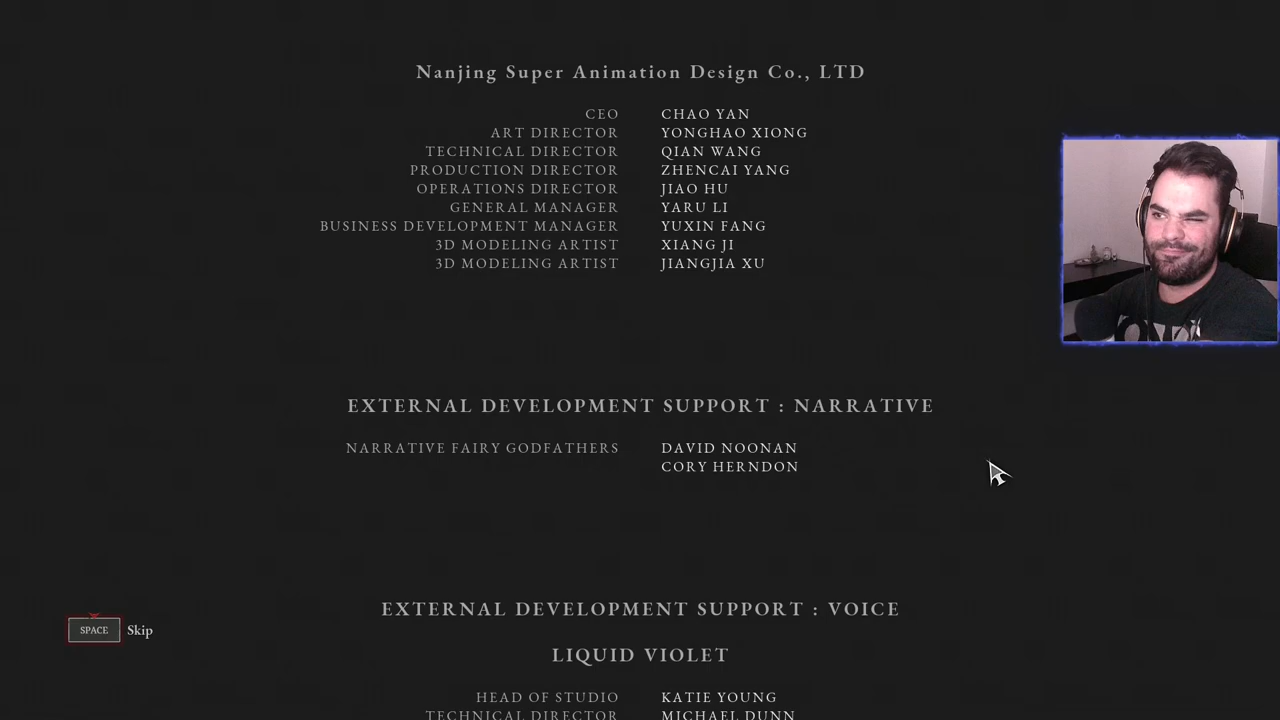 Nanjing Super Animation Design Co., LTD
CEO CHAO YAN
ART DIRECTOR YONGHAO XIONG
TECHNICAL DIRECTOR QIAN WANG
PRODUCTION DIRECTOR ZHENCAI YANG
OPERATIONS DIRECTOR JIAO HU
GENERAL MANAGER YARU LI
BUSINESS DEVELOPMENT MANAGER YUXIN FANG
3D MODELING ARTIST XIANG JI
3D MODELING ARTIST JIANGJIA XU
EXTERNAL DEVELOPMENT SUPPORT : NARRATIVE
NARRATIVE FAIRY GODFATHERS DAVID NOONAN
CORY HERNDON
EXTERNAL DEVELOPMENT SUPPORT : VOICE
SPACE Skip
LIQUID VIOLET
HEAD OF STUDIO KATIE YOUNG
TECHNICAL DIRECTOR MICHAEL DUNN